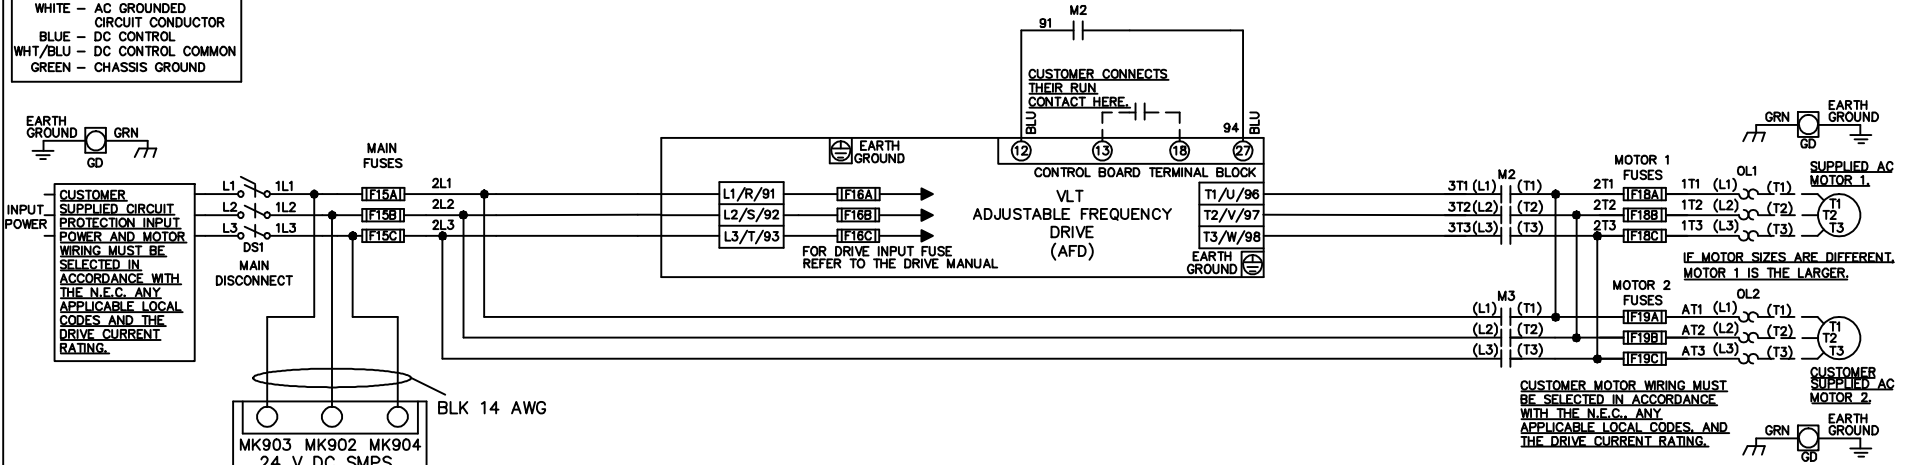 WHITE – AC GROUNDED
CIRCUIT CONDUCTOR
BLUE – DC CONTROL
WHT/BLU – DC CONTROL COMMON
GREEN – CHASSIS GROUND
EARTH
GROUND
GRN
GD
INPUT
POWER
CUSTOMER
SUPPLIED CIRCUIT
PROTECTION INPUT
POWER AND MOTOR
WIRING MUST BE
SELECTED IN
ACCORDANCE WITH
THE N.E.C. ANY
APPLICABLE LOCAL
CODES AND THE
DRIVE CURRENT
RATING.
L1
L2
L3
1L1
1L2
1L3
DS1
MAIN
DISCONNECT
MAIN
FUSES
F15A
F15B
F15C
2L1
2L2
2L3
BLK 14 AWG
MK903 MK902 MK904
24 V DC SMPS
M2
91
CUSTOMER CONNECTS
THEIR RUN
CONTACT HERE.
BLU
94
BLU
12
13
18
27
CONTROL BOARD TERMINAL BLOCK
EARTH
GROUND
L1/R/91
L2/S/92
L3/T/93
F16A
F16B
F16C
FOR DRIVE INPUT FUSE
REFER TO THE DRIVE MANUAL
VLT
ADJUSTABLE FREQUENCY
DRIVE
(AFD)
T1/U/96
T2/V/97
T3/W/98
EARTH
GROUND
M2
3T1 (L1) (T1)
3T2(L2) (T2)
3T3(L3) (T3)
MOTOR 1
FUSES
2T1
2T2
2T3
F18A
F18B
F18C
OL1
1T1 (L1) (T1)
1T2 (L2) (T2)
1T3 (L3) (T3)
T1
T2
T3
GRN
EARTH
GROUND
GD
SUPPLIED AC
MOTOR 1.
IF MOTOR SIZES ARE DIFFERENT,
MOTOR 1 IS THE LARGER.
M3
(L1) (T1)
(L2) (T2)
(L3) (T3)
MOTOR 2
FUSES
F19A
F19B
F19C
OL2
AT1 (L1) (T1)
AT2 (L2) (T2)
AT3 (L3) (T3)
T1
T2
T3
CUSTOMER
SUPPLIED AC
MOTOR 2.
CUSTOMER MOTOR WIRING MUST
BE SELECTED IN ACCORDANCE
WITH THE N.E.C., ANY
APPLICABLE LOCAL CODES, AND
THE DRIVE CURRENT RATING.
GRN
EARTH
GROUND
GD